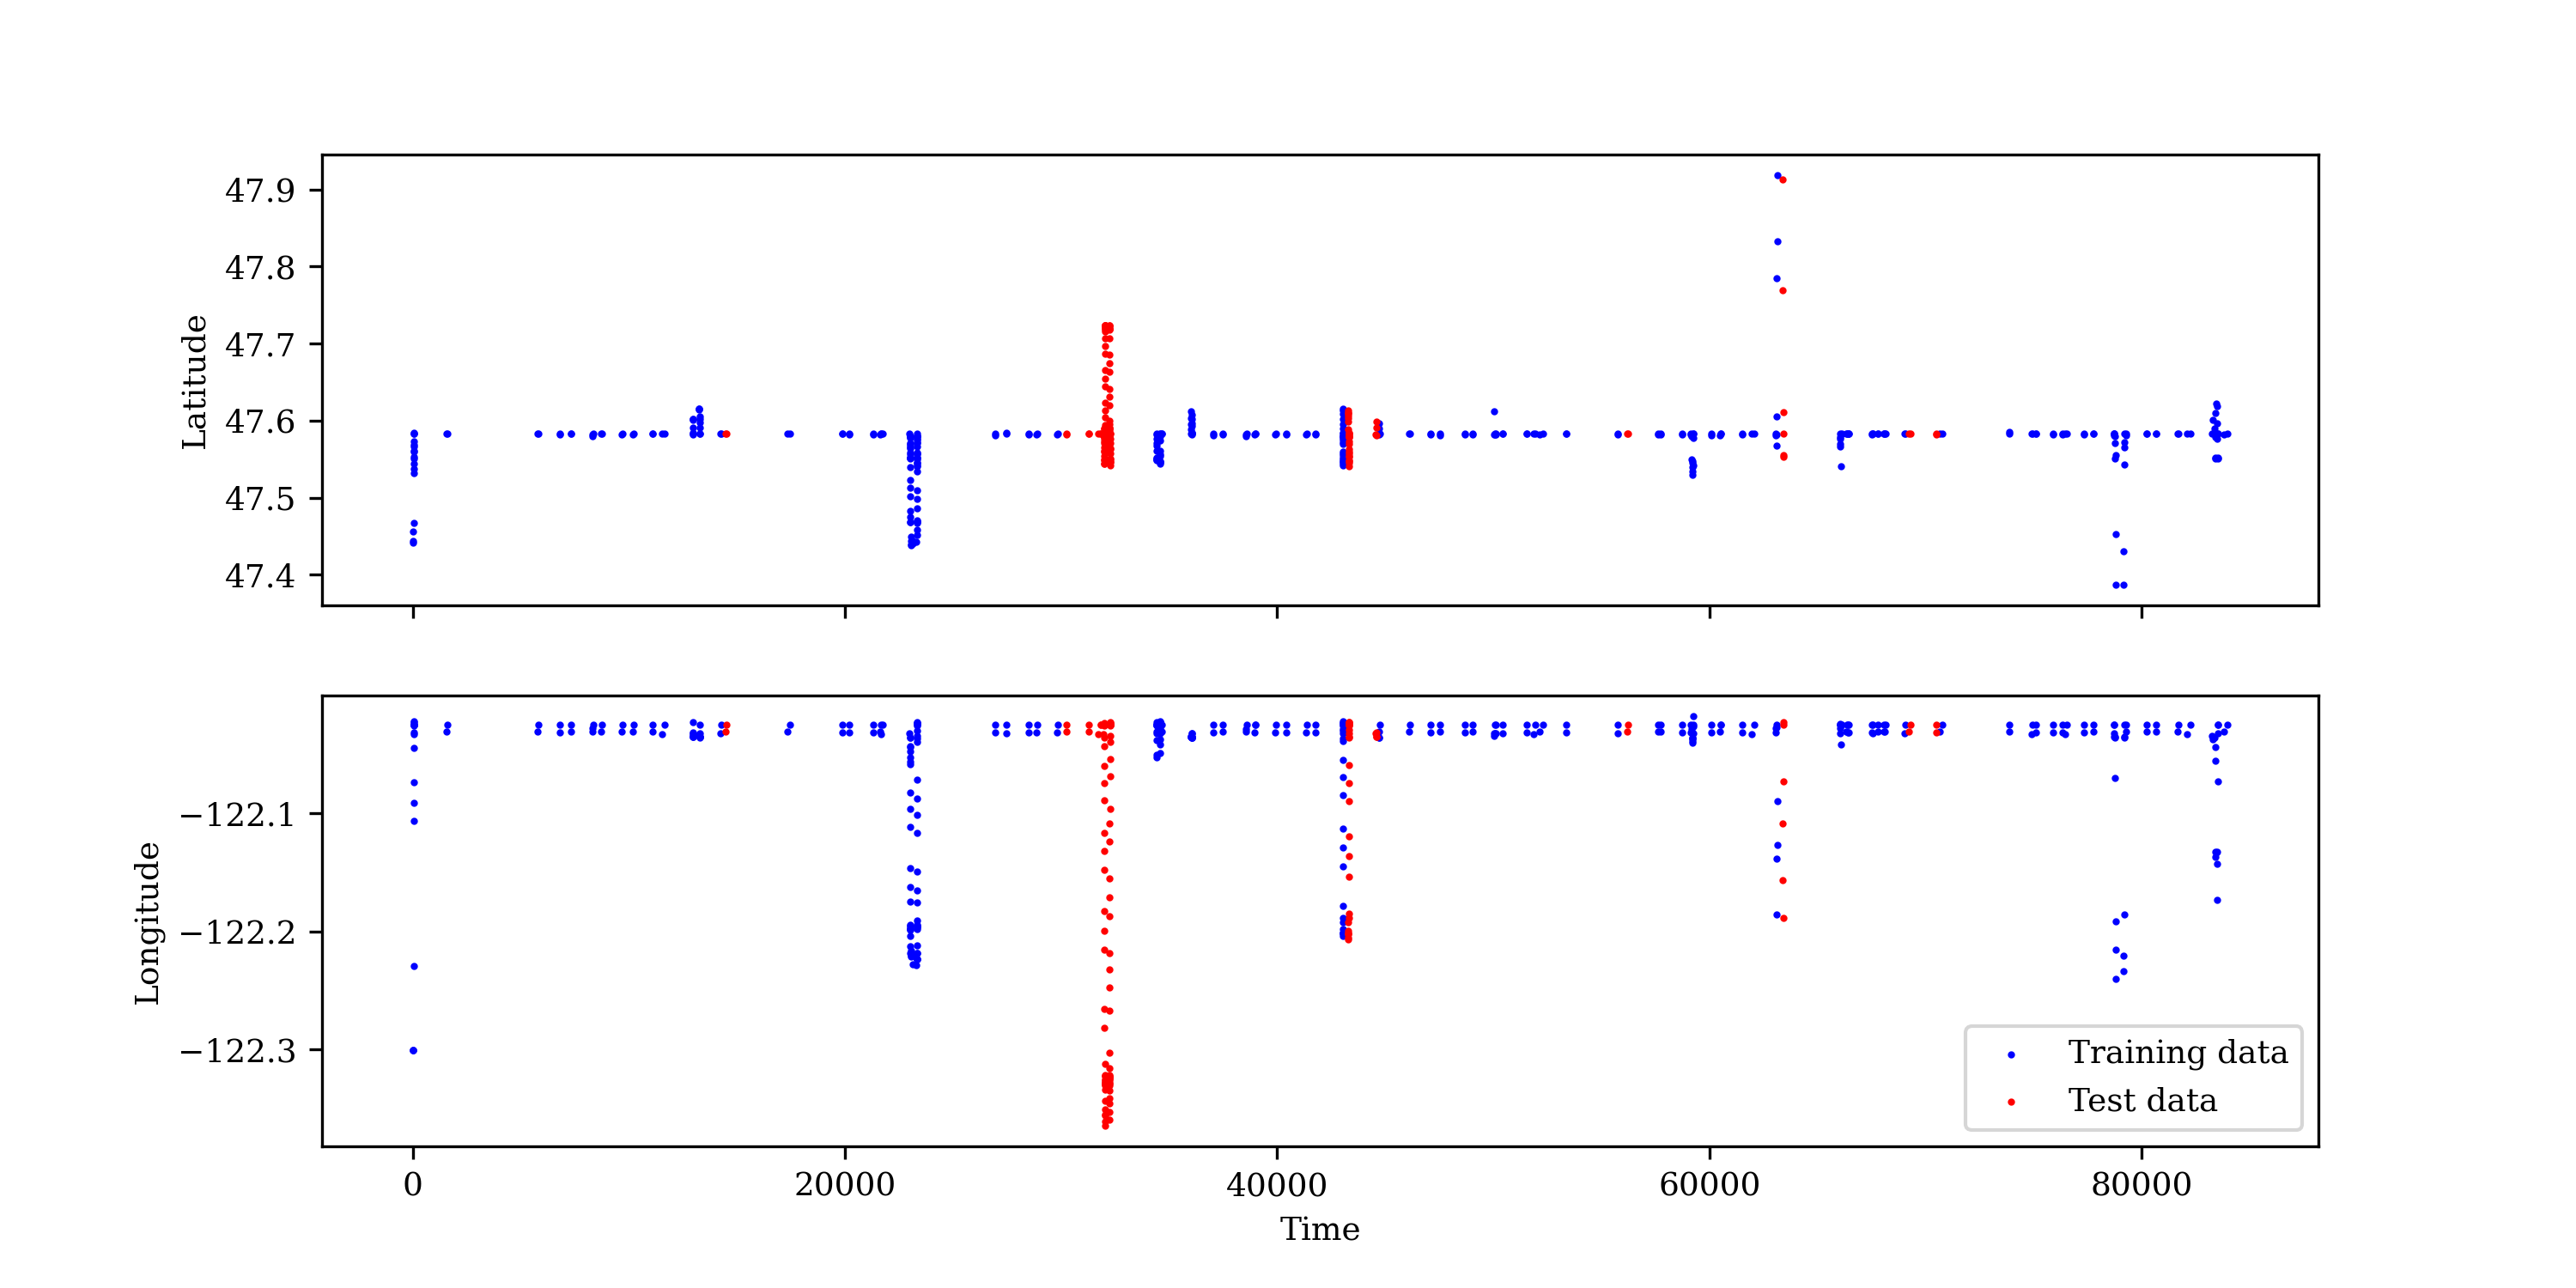 47.9
47.8
47.7
47.6
47.5
47.4
Latitude
−122.1
−122.2
−122.3
Longitude
Training data
Test data
0 20000 40000 60000 80000
Time